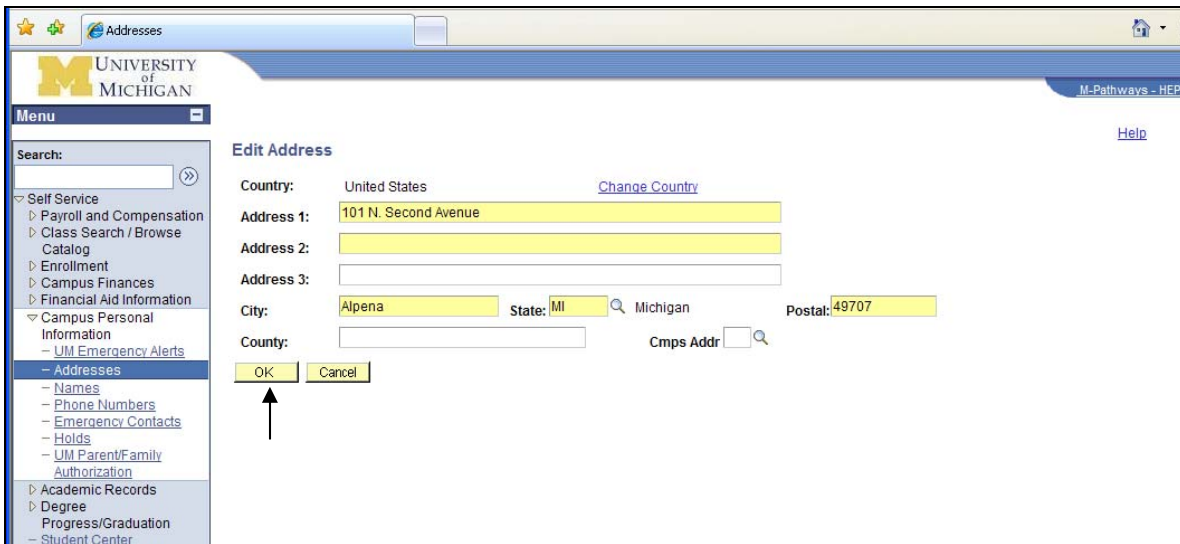 Addresses
UNIVERSITY
of
MICHIGAN
M-Pathways - HEP
Menu
Help
Search:
Self Service
Payroll and Compensation
Class Search / Browse
Catalog
Enrollment
Campus Finances
Financial Aid Information
Campus Personal
Information
– UM Emergency Alerts
– Addresses
– Names
– Phone Numbers
– Emergency Contacts
– Holds
– UM Parent/Family
Authorization
Academic Records
Degree
Progress/Graduation
– Student Center
Edit Address
Country: United States Change Country
Address 1: 101 N. Second Avenue
Address 2:
Address 3:
City: Alpena State: MI Michigan Postal: 49707
County: Cmps Addr
OK Cancel